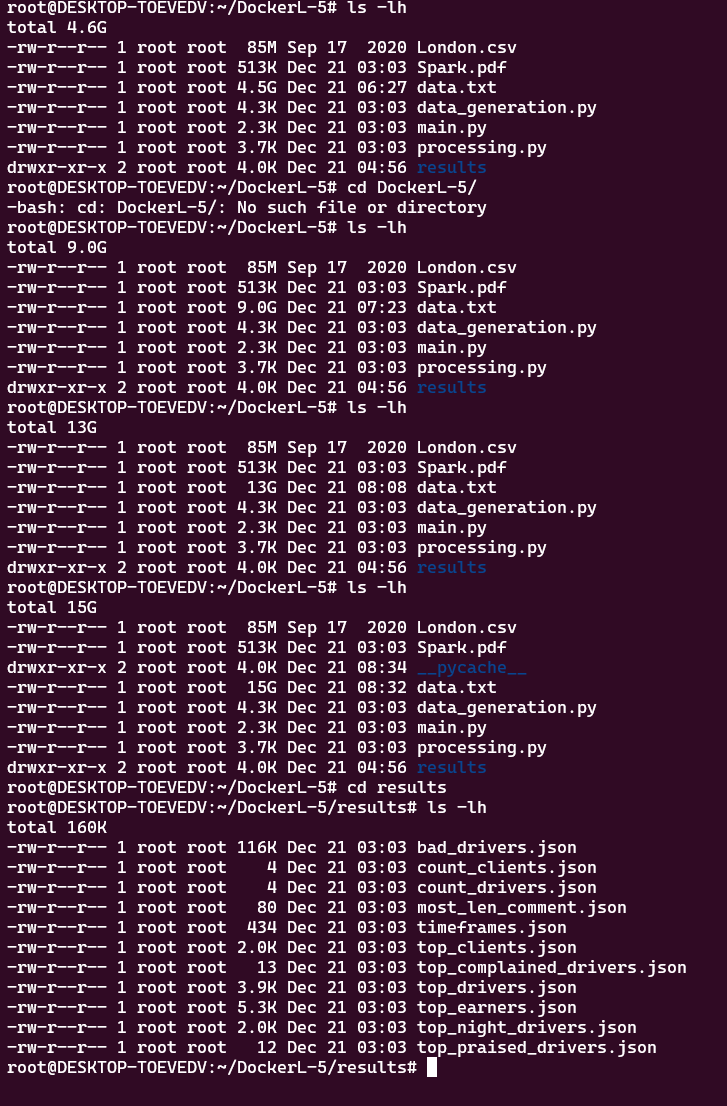 root@DESKTOP-TOEVEDV:~/DockerL-5# ls -lh
total 4.6G
-rw-r--r-- 1 root root  85M Sep 17  2020 London.csv
-rw-r--r-- 1 root root 513K Dec 21 03:03 Spark.pdf
-rw-r--r-- 1 root root 4.5G Dec 21 06:27 data.txt
-rw-r--r-- 1 root root 4.3K Dec 21 03:03 data_generation.py
-rw-r--r-- 1 root root 2.3K Dec 21 03:03 main.py
-rw-r--r-- 1 root root 3.7K Dec 21 03:03 processing.py
drwxr-xr-x 2 root root 4.0K Dec 21 04:56 results
root@DESKTOP-TOEVEDV:~/DockerL-5# cd DockerL-5/
-bash: cd: DockerL-5/: No such file or directory
root@DESKTOP-TOEVEDV:~/DockerL-5# ls -lh
total 9.0G
-rw-r--r-- 1 root root  85M Sep 17  2020 London.csv
-rw-r--r-- 1 root root 513K Dec 21 03:03 Spark.pdf
-rw-r--r-- 1 root root 9.0G Dec 21 07:23 data.txt
-rw-r--r-- 1 root root 4.3K Dec 21 03:03 data_generation.py
-rw-r--r-- 1 root root 2.3K Dec 21 03:03 main.py
-rw-r--r-- 1 root root 3.7K Dec 21 03:03 processing.py
drwxr-xr-x 2 root root 4.0K Dec 21 04:56 results
root@DESKTOP-TOEVEDV:~/DockerL-5# ls -lh
total 13G
-rw-r--r-- 1 root root  85M Sep 17  2020 London.csv
-rw-r--r-- 1 root root 513K Dec 21 03:03 Spark.pdf
-rw-r--r-- 1 root root  13G Dec 21 08:08 data.txt
-rw-r--r-- 1 root root 4.3K Dec 21 03:03 data_generation.py
-rw-r--r-- 1 root root 2.3K Dec 21 03:03 main.py
-rw-r--r-- 1 root root 3.7K Dec 21 03:03 processing.py
drwxr-xr-x 2 root root 4.0K Dec 21 04:56 results
root@DESKTOP-TOEVEDV:~/DockerL-5# ls -lh
total 15G
-rw-r--r-- 1 root root  85M Sep 17  2020 London.csv
-rw-r--r-- 1 root root 513K Dec 21 03:03 Spark.pdf
drwxr-xr-x 2 root root 4.0K Dec 21 08:34 __pycache__
-rw-r--r-- 1 root root  15G Dec 21 08:32 data.txt
-rw-r--r-- 1 root root 4.3K Dec 21 03:03 data_generation.py
-rw-r--r-- 1 root root 2.3K Dec 21 03:03 main.py
-rw-r--r-- 1 root root 3.7K Dec 21 03:03 processing.py
drwxr-xr-x 2 root root 4.0K Dec 21 04:56 results
root@DESKTOP-TOEVEDV:~/DockerL-5# cd results
root@DESKTOP-TOEVEDV:~/DockerL-5/results# ls -lh
total 160K
-rw-r--r-- 1 root root 116K Dec 21 03:03 bad_drivers.json
-rw-r--r-- 1 root root    4 Dec 21 03:03 count_clients.json
-rw-r--r-- 1 root root    4 Dec 21 03:03 count_drivers.json
-rw-r--r-- 1 root root   80 Dec 21 03:03 most_len_comment.json
-rw-r--r-- 1 root root  434 Dec 21 03:03 timeframes.json
-rw-r--r-- 1 root root 2.0K Dec 21 03:03 top_clients.json
-rw-r--r-- 1 root root   13 Dec 21 03:03 top_complained_drivers.json
-rw-r--r-- 1 root root 3.9K Dec 21 03:03 top_drivers.json
-rw-r--r-- 1 root root 5.3K Dec 21 03:03 top_earners.json
-rw-r--r-- 1 root root 2.0K Dec 21 03:03 top_night_drivers.json
-rw-r--r-- 1 root root   12 Dec 21 03:03 top_praised_drivers.json
root@DESKTOP-TOEVEDV:~/DockerL-5/results#